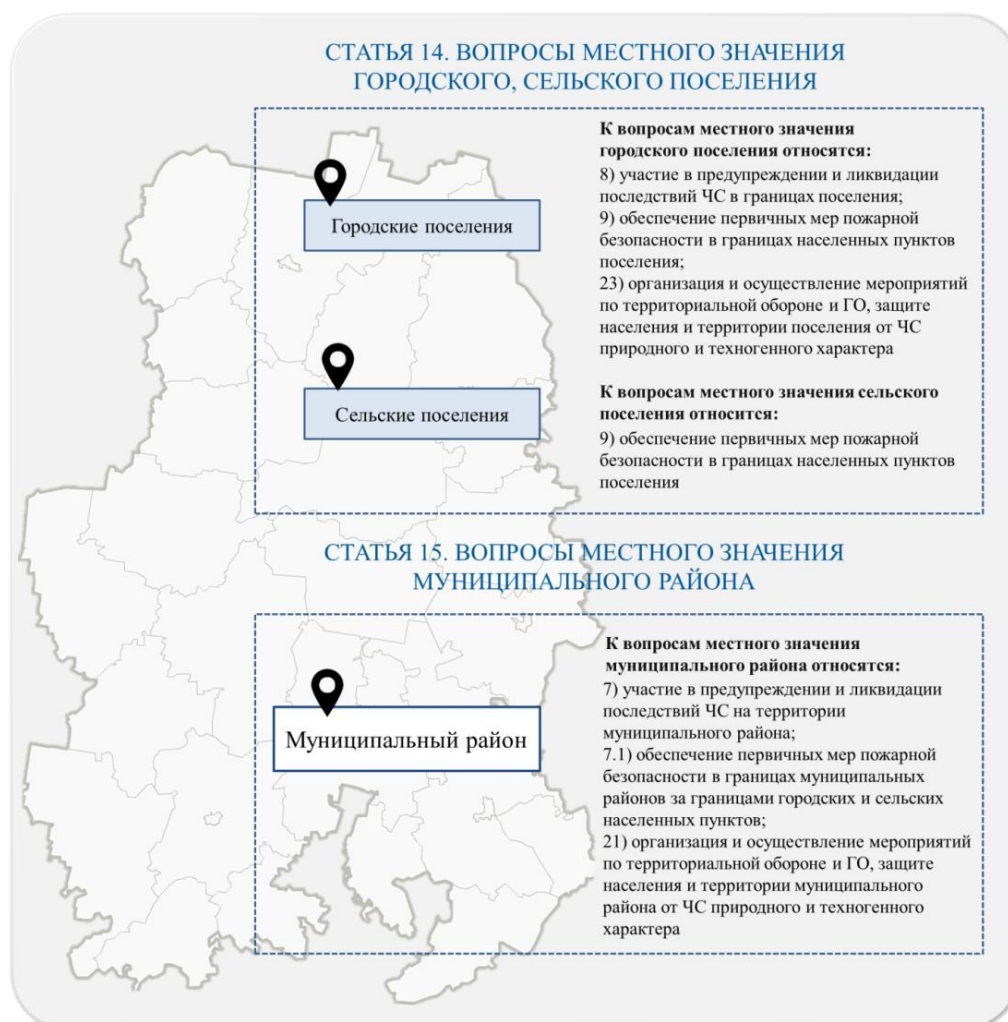 СТАТЬЯ 14. ВОПРОСЫ МЕСТНОГО ЗНАЧЕНИЯ
ГОРОДСКОГО, СЕЛЬСКОГО ПОСЕЛЕНИЯ
Городские поселения
К вопросам местного значения
городского поселения относятся:
8) участие в предупреждении и ликвидации
последствий ЧС в границах поселения;
9) обеспечение первичных мер пожарной
безопасности в границах населенных пунктов
поселения;
23) организация и осуществление мероприятий
по территориальной обороне и ГО, защите
населения и территории поселения от ЧС
природного и техногенного характера
Сельские поселения
К вопросам местного значения сельского
поселения относится:
9) обеспечение первичных мер пожарной
безопасности в границах населенных пунктов
поселения
СТАТЬЯ 15. ВОПРОСЫ МЕСТНОГО ЗНАЧЕНИЯ
МУНИЦИПАЛЬНОГО РАЙОНА
Муниципальный район
К вопросам местного значения
муниципального района относятся:
7) участие в предупреждении и ликвидации
последствий ЧС на территории
муниципального района;
7.1) обеспечение первичных мер пожарной
безопасности в границах муниципальных
районов за границами городских и сельских
населенных пунктов;
21) организация и осуществление мероприятий
по территориальной обороне и ГО, защите
населения и территории муниципального
района от ЧС природного и техногенного
характера